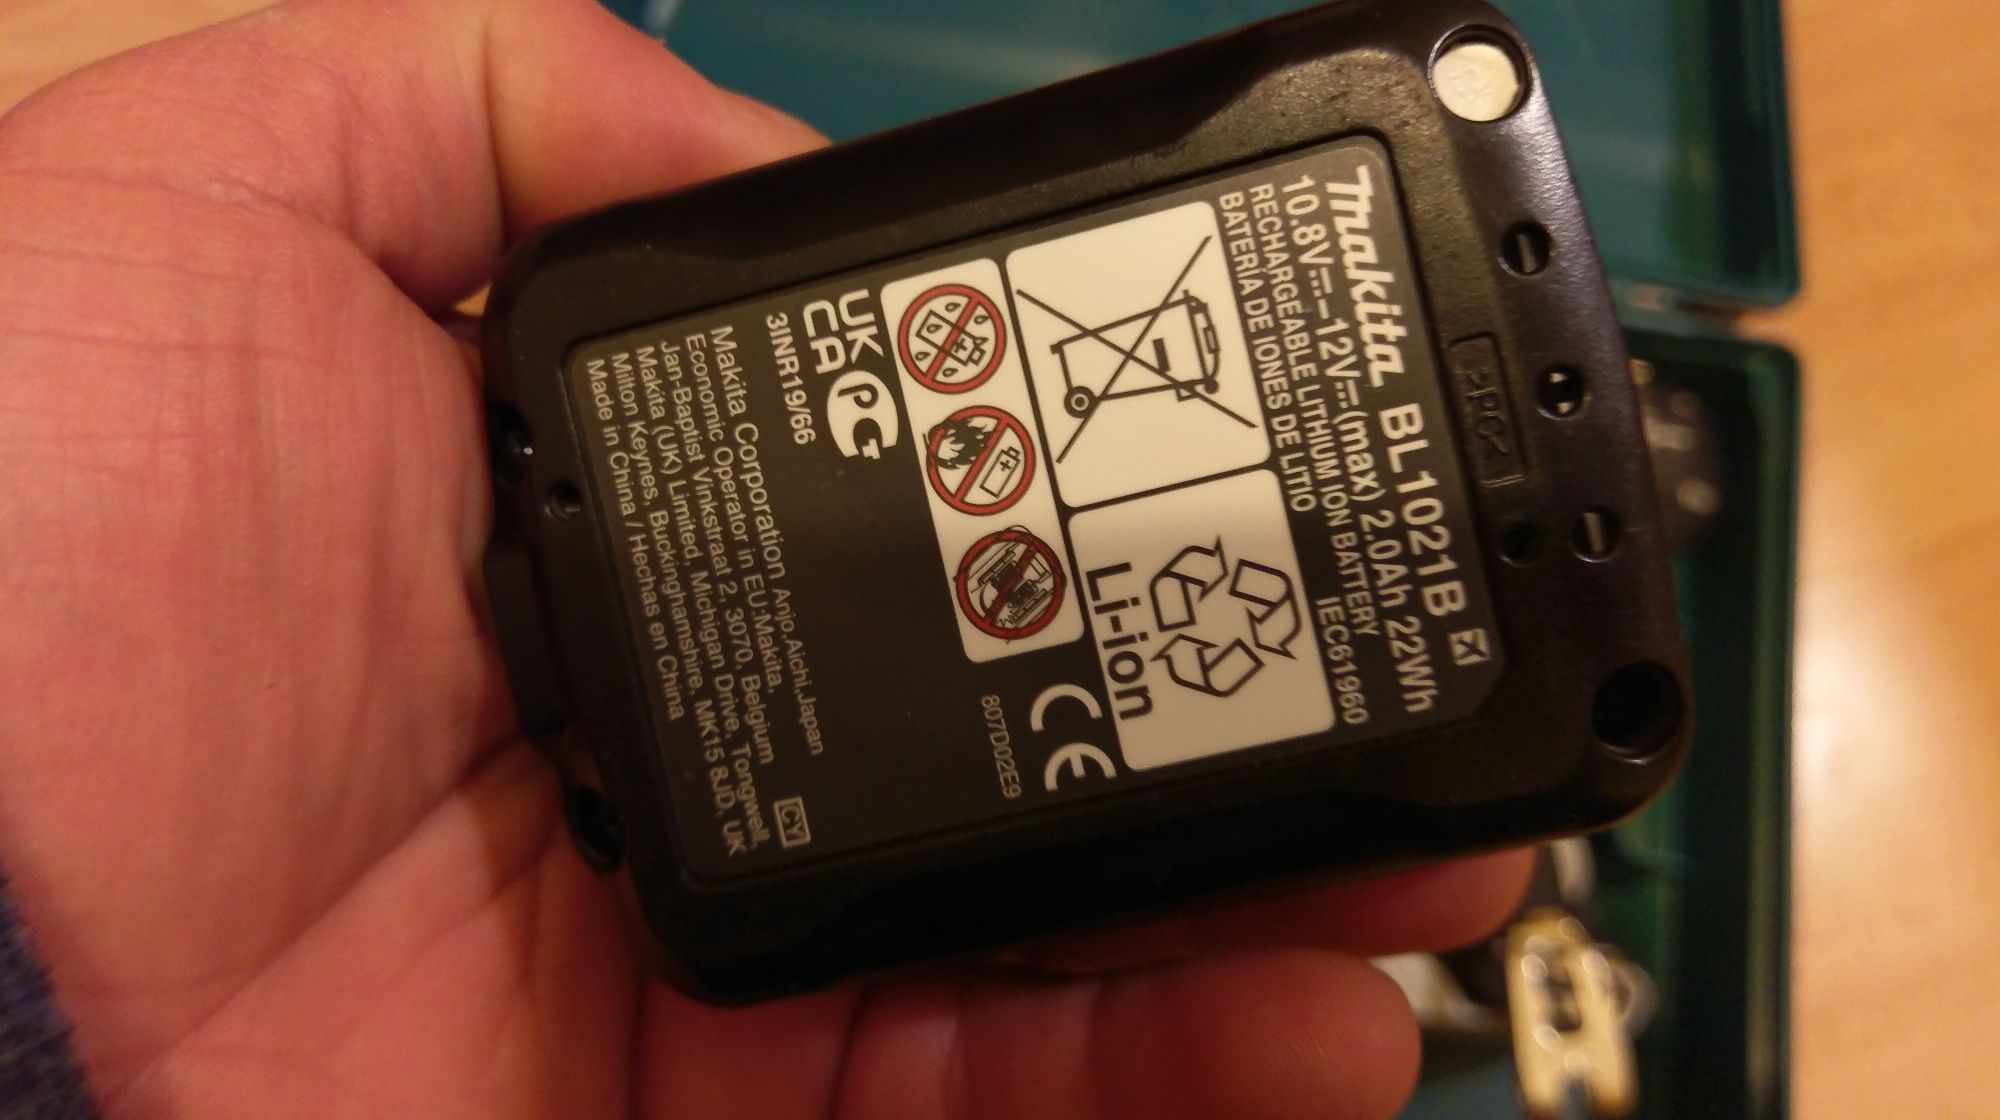 makita BL1021B
10.8V⎓–12V⎓(max) 2.0Ah 22Wh
RECHARGEABLE LITHIUM ION BATTERY
BATERÍA DE IONES DE LITIO IEC61960
Li-ion
UK CA
PG
CE
3INR19/66
807D02E9
Makita Corporation Anjo,Aichi,Japan
Economic Operator in EU:Makita,
Jan-Baptist Vinkstraat 2, 3070, Belgium
Makita (UK) Limited, Michigan Drive, Tongwell,
Milton Keynes, Buckinghamshire, MK15 8JD, UK
Made in China / Hechas en China
CY
>PC<